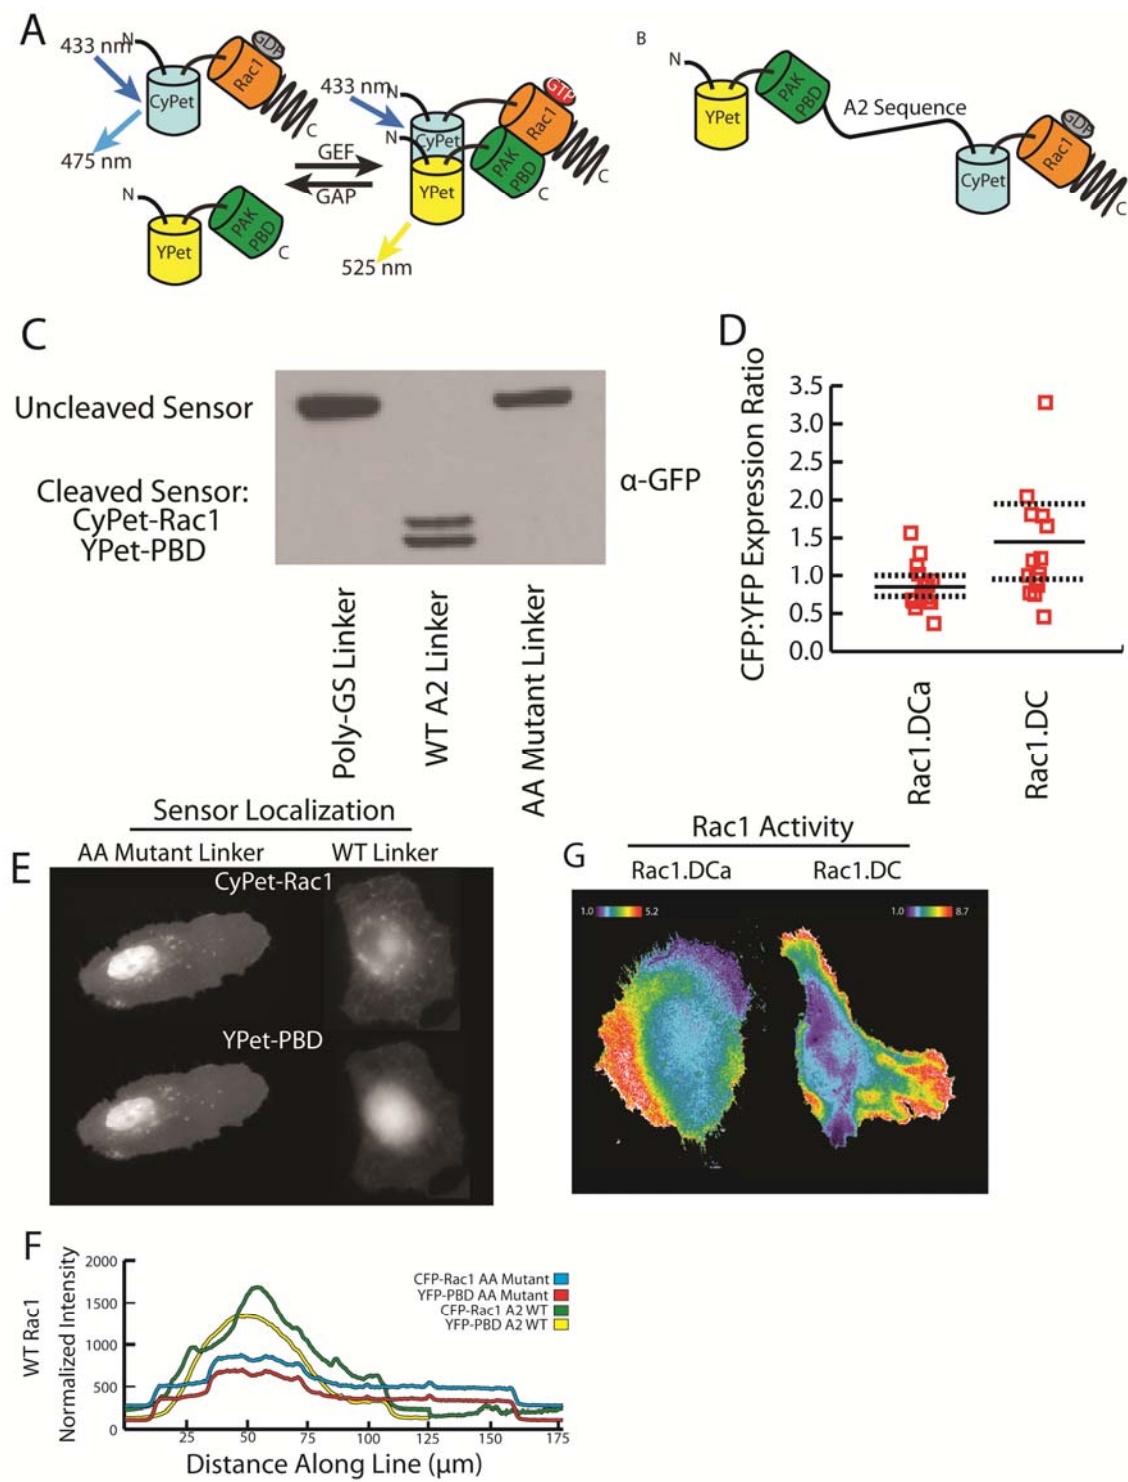 A
433 nm
N
GDP
Rac1
CyPet
C
475 nm
N
YPet
PAK
PBD
C
GEF
GAP
433 nm
N
N
GTP
Rac1
CyPet
PAK
PBD
YPet
C
C
525 nm
B
N
YPet
PAK
PBD
A2 Sequence
CyPet
Rac1
GDP
C
C
Uncleaved Sensor
Cleaved Sensor:
CyPet-Rac1
YPet-PBD
α-GFP
Poly-GS Linker
WT A2 Linker
AA Mutant Linker
D
CFP:YFP Expression Ratio
3.5
3.0
2.5
2.0
1.5
1.0
0.5
0.0
Rac1.DCa
Rac1.DC
Sensor Localization
E
AA Mutant Linker
WT Linker
CyPet-Rac1
YPet-PBD
Rac1 Activity
G
Rac1.DCa
Rac1.DC
1.0
5.2
1.0
8.7
F
WT Rac1
Normalized Intensity
2000
1500
1000
500
0
CFP-Rac1 AA Mutant
YFP-PBD AA Mutant
CFP-Rac1 A2 WT
YFP-PBD A2 WT
25
50
75
100
125
150
175
Distance Along Line (µm)